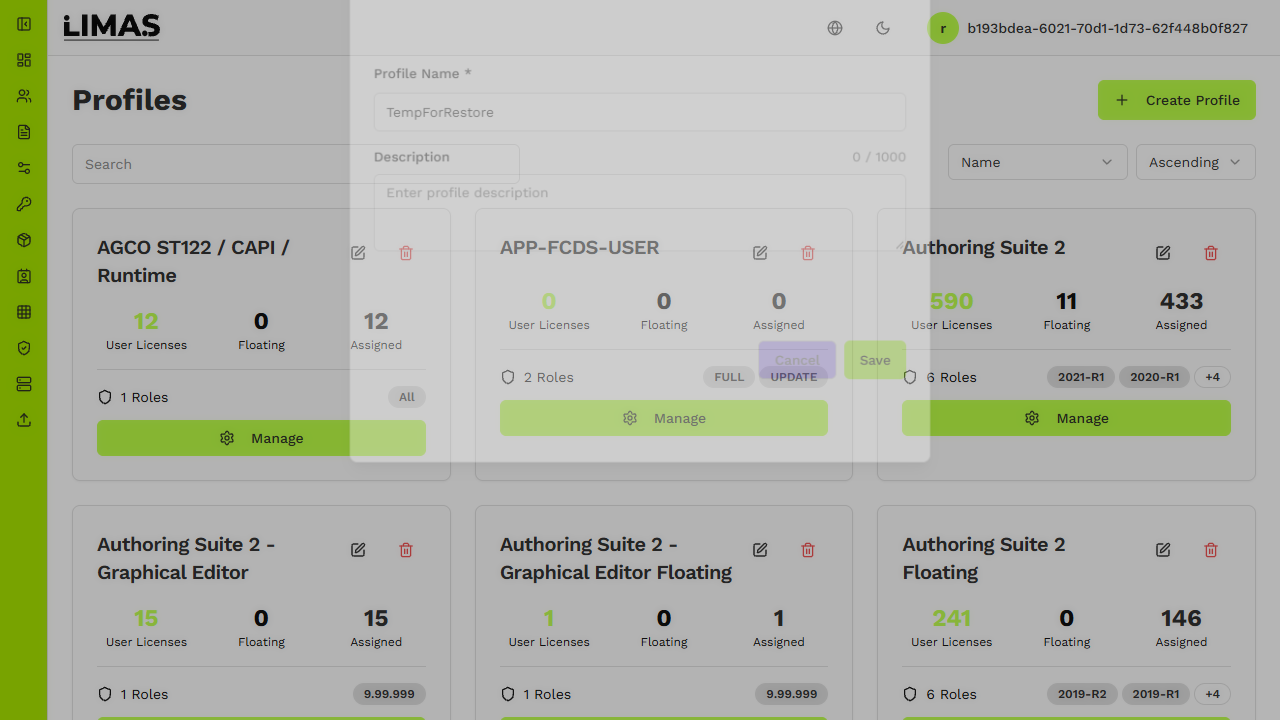 LIMAS
r
b193bdea-6021-70d1-1d73-62f448b0f827
Profiles
Create Profile
Profile Name *
TempForRestore
Description
0 / 1000
Enter profile description
Search
Name
Ascending
AGCO ST122 / CAPI /
Runtime
12
User Licenses
0
Floating
12
Assigned
1 Roles
All
Manage
APP-FCDS-USER
0
User Licenses
0
Floating
0
Assigned
2 Roles
FULL
UPDATE
Manage
Cancel
Save
Authoring Suite 2
590
User Licenses
11
Floating
433
Assigned
6 Roles
2021-R1
2020-R1
+4
Manage
Authoring Suite 2 -
Graphical Editor
15
User Licenses
0
Floating
15
Assigned
1 Roles
9.99.999
Authoring Suite 2 -
Graphical Editor Floating
1
User Licenses
0
Floating
1
Assigned
1 Roles
9.99.999
Authoring Suite 2
Floating
241
User Licenses
0
Floating
146
Assigned
6 Roles
2019-R2
2019-R1
+4